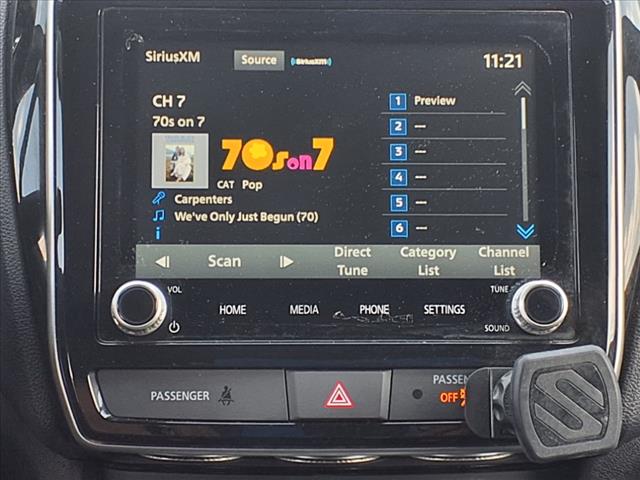 SiriusXM Source SiriusXM 11:21
CH 7
70s on 7
70s on 7
CAT Pop
Carpenters
We've Only Just Begun (70)
1 Preview
2 ---
3 ---
4 ---
5 ---
6 ---
Scan Direct Tune Category List Channel List
VOL TUNE
HOME MEDIA PHONE SETTINGS
SOUND
PASSENGER PASSEN
OFF